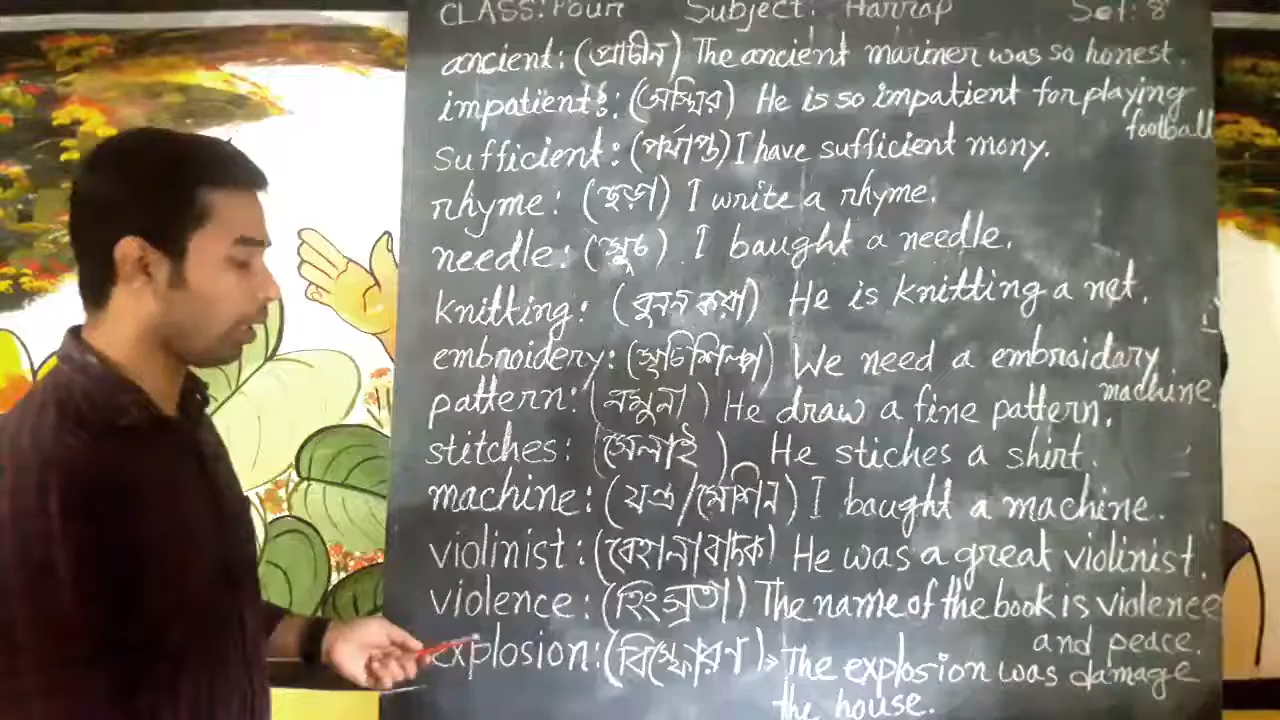 CLASS: Four Subject: Harrap Set: 8
ancient: (প্রাচীন) The ancient mariner was so honest.
impatient: (অস্থির) He is so impatient for playing
football
sufficient: (পর্যাপ্ত) I have sufficient mony.
rhyme: (ছড়া) I write a rhyme.
needle: (সুচ) I baught a needle.
knitting: (বুনন করা) He is knitting a net.
embroidery: (সূচিশিল্প) We need a embroidary
machine.
pattern: (নমুনা) He draw a fine pattern.
stitches: (সেলাই) He stiches a shirt.
machine: (যন্ত্র/মেশিন) I baught a machine.
violinist: (বেহালাবাদক) He was a great violinist.
violence: (হিংস্রতা) The name of the book is violence
and peace.
explosion: (বিস্ফোরণ) The explosion was damage
the house.